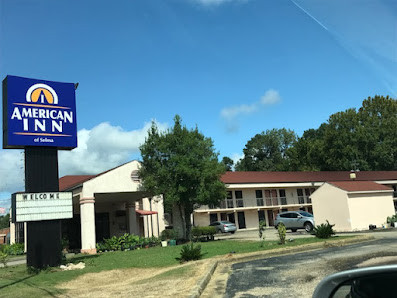 AMERICAN
INN
of Selma
WELCOME